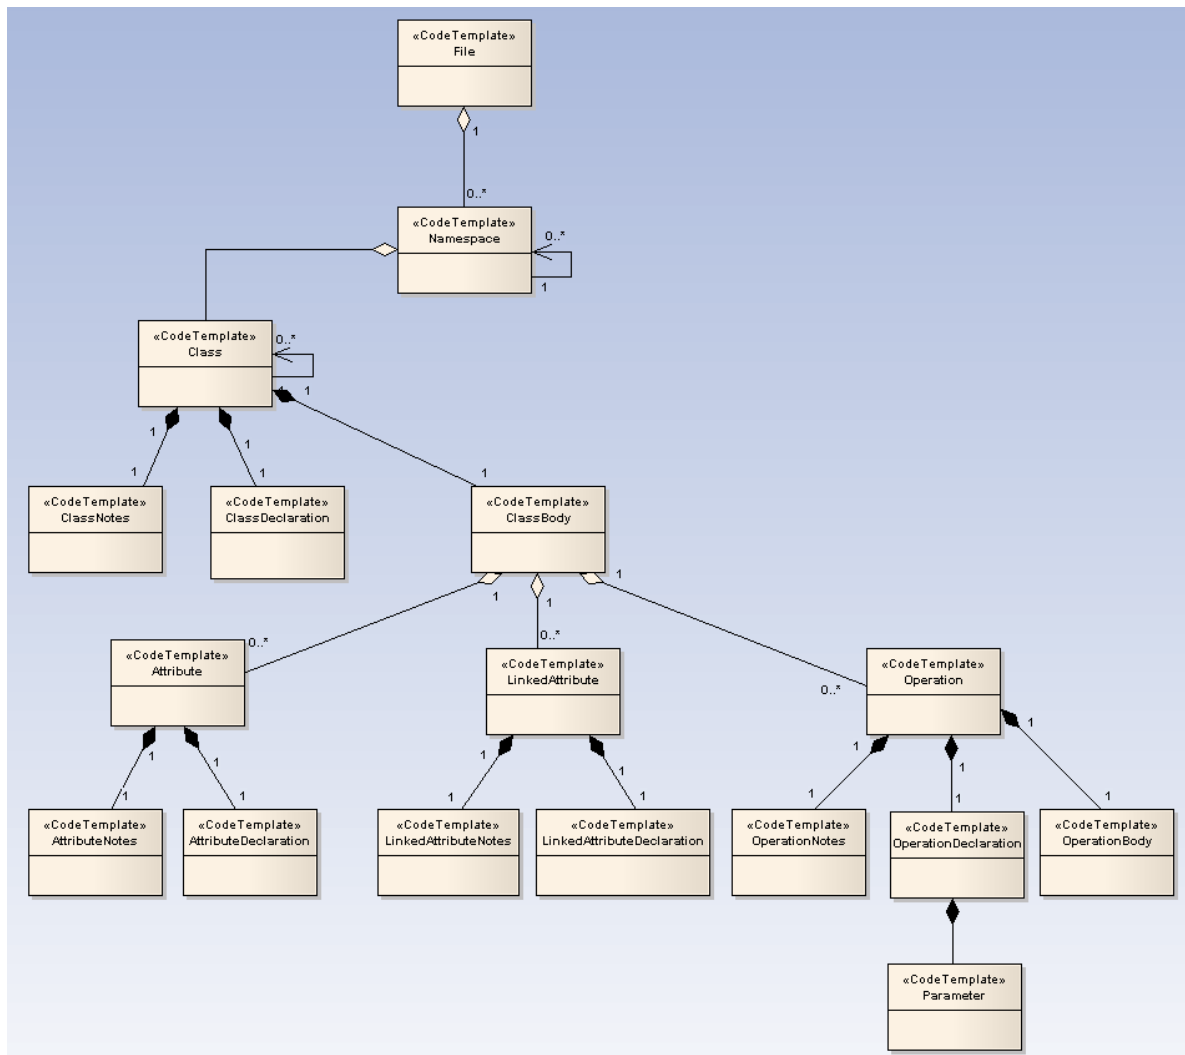 «CodeTemplate»
File
1
0..*
«CodeTemplate»
Namespace
0..*
1
«CodeTemplate»
Class
0..*
1
1
1
1
1
1
«CodeTemplate»
ClassNotes
«CodeTemplate»
ClassDeclaration
«CodeTemplate»
ClassBody
1
1
1
0..*
0..*
0..*
«CodeTemplate»
Attribute
«CodeTemplate»
LinkedAttribute
«CodeTemplate»
Operation
1
1
1
1
1
1
1
1
1
1
1
1
1
1
«CodeTemplate»
AttributeNotes
«CodeTemplate»
AttributeDeclaration
«CodeTemplate»
LinkedAttributeNotes
«CodeTemplate»
LinkedAttributeDeclaration
«CodeTemplate»
OperationNotes
«CodeTemplate»
OperationDeclaration
«CodeTemplate»
OperationBody
«CodeTemplate»
Parameter